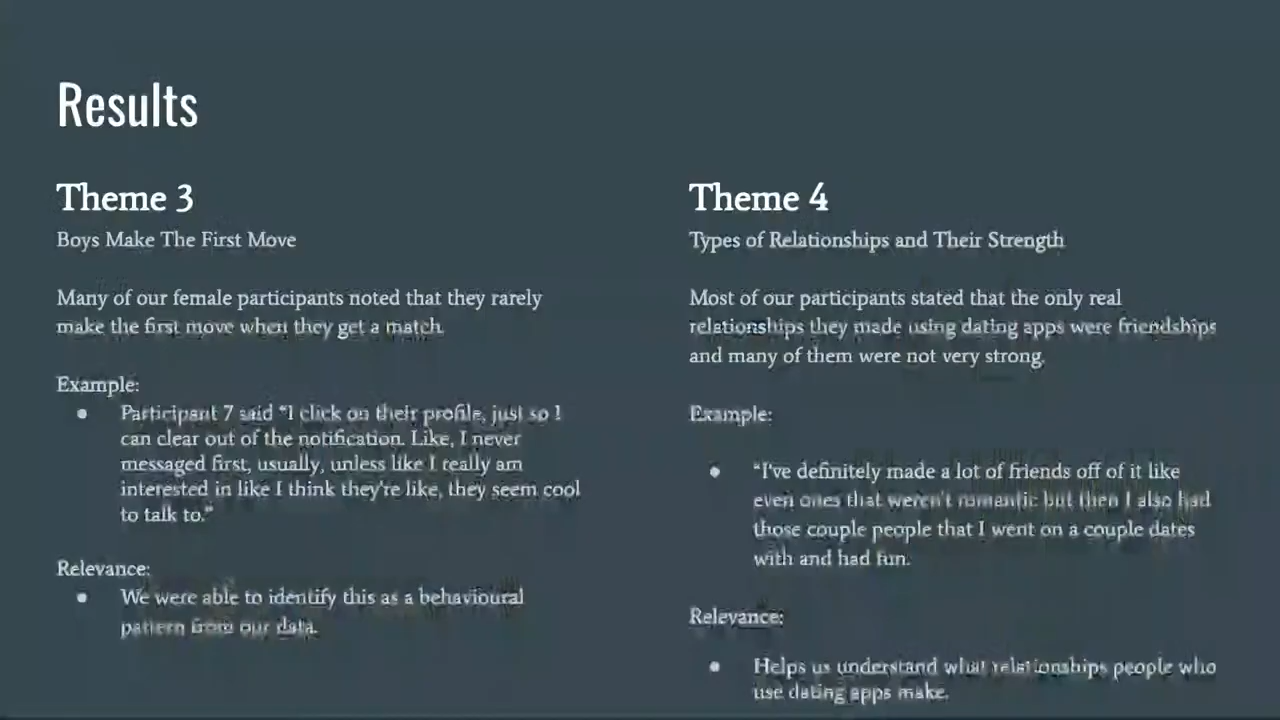 Results
Theme 3
Boys Make The First Move
Many of our female participants noted that they rarely
make the first move when they get a match.
Example:
● Participant 7 said "I click on their profile, just so I
can clear out of the notification. Like, I never
messaged first, usually, unless like I really am
interested in like I think they're like, they seem cool
to talk to."
Relevance:
● We were able to identify this as a behavioural
pattern from our data.
Theme 4
Types of Relationships and Their Strength
Most of our participants stated that the only real
relationships they made using dating apps were friendships
and many of them were not very strong.
Example:
● "I've definitely made a lot of friends off of it like
even ones that weren't romantic but then I also had
those couple people that I went on a couple dates
with and had fun.
Relevance:
● Helps us understand what relationships people who
use dating apps make.